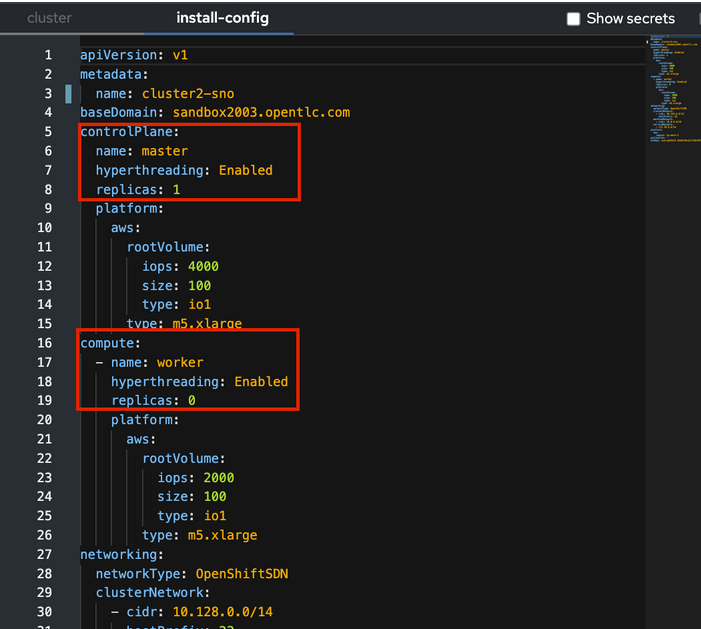 cluster
install-config
Show secrets
1 apiVersion: v1
2 metadata:
3   name: cluster2-sno
4 baseDomain: sandbox2003.opentlc.com
5 controlPlane:
6   name: master
7   hyperthreading: Enabled
8   replicas: 1
9   platform:
10     aws:
11       rootVolume:
12         iops: 4000
13         size: 100
14         type: io1
15       type: m5.xlarge
16 compute:
17   - name: worker
18     hyperthreading: Enabled
19     replicas: 0
20     platform:
21       aws:
22         rootVolume:
23           iops: 2000
24           size: 100
25           type: io1
26         type: m5.xlarge
27 networking:
28   networkType: OpenShiftSDN
29   clusterNetwork:
30     - cidr: 10.128.0.0/14
31       hostPrefix: 23